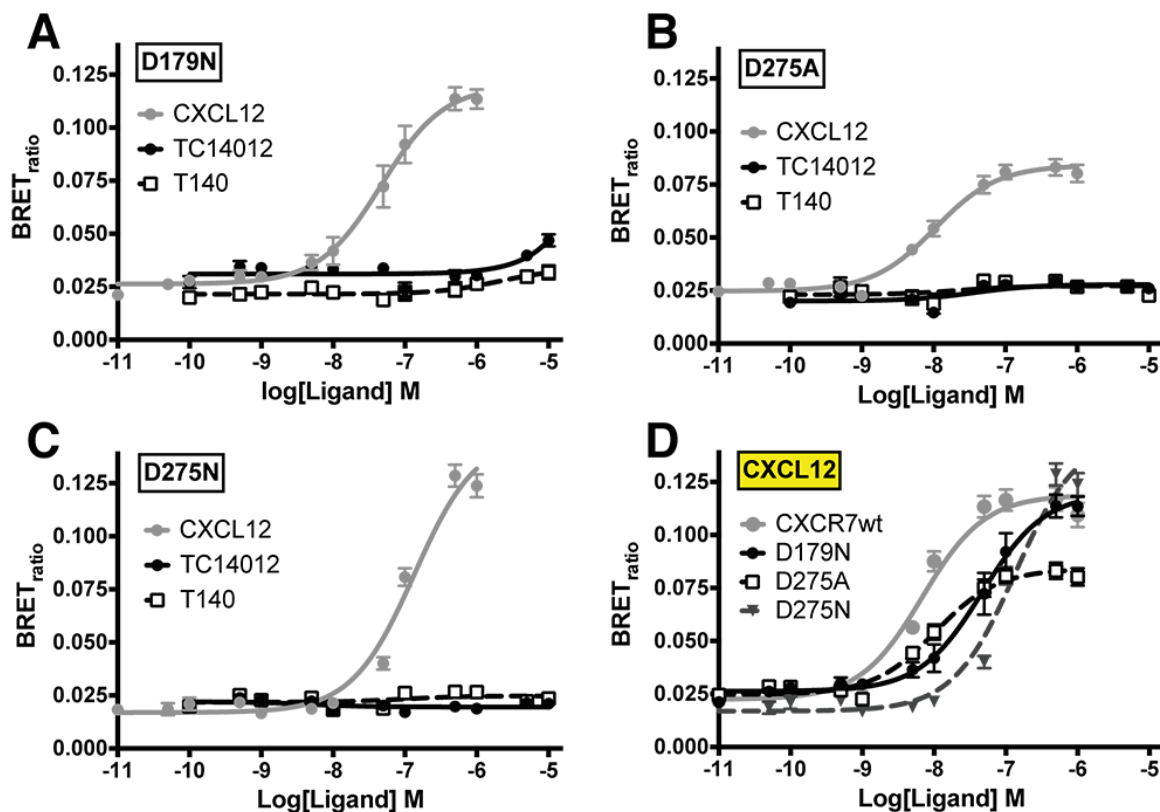 A
D179N
CXCL12
TC14012
T140
BRETratio
0.125
0.100
0.075
0.050
0.025
0.000
-11 -10 -9 -8 -7 -6 -5
log[Ligand] M
B
D275A
CXCL12
TC14012
T140
BRETratio
0.125
0.100
0.075
0.050
0.025
0.000
-11 -10 -9 -8 -7 -6 -5
Log[Ligand] M
C
D275N
CXCL12
TC14012
T140
BRETratio
0.125
0.100
0.075
0.050
0.025
0.000
-11 -10 -9 -8 -7 -6 -5
Log[Ligand] M
D
CXCL12
CXCR7wt
D179N
D275A
D275N
BRETratio
0.125
0.100
0.075
0.050
0.025
0.000
-11 -10 -9 -8 -7 -6 -5
Log[Ligand] M